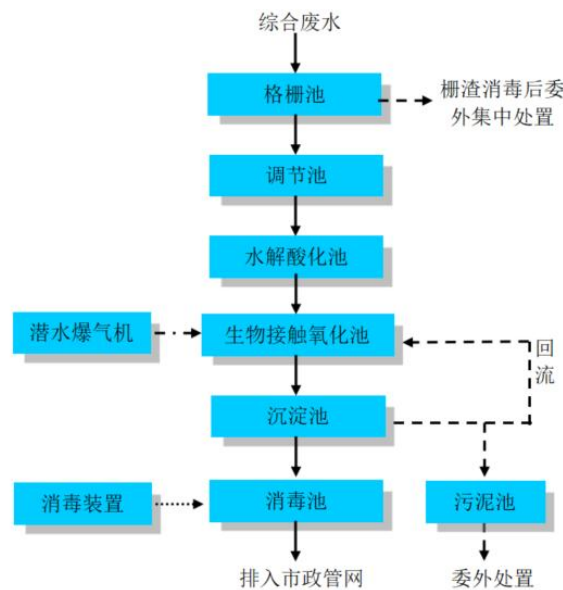 综合废水
格栅池
栅渣消毒后委
外集中处置
调节池
水解酸化池
潜水爆气机
生物接触氧化池
回
流
沉淀池
消毒装置
消毒池
污泥池
排入市政管网
委外处置